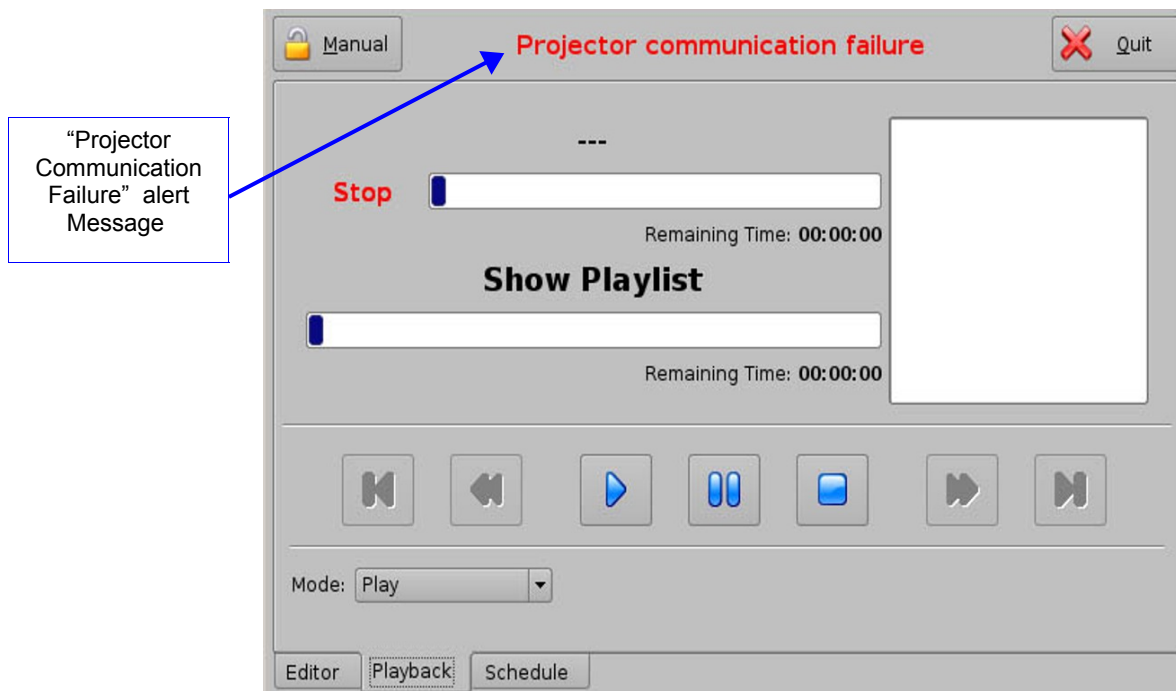 Manual
Projector communication failure
Quit
“Projector
Communication
Failure” alert
Message
---
Stop
Remaining Time: 00:00:00
Show Playlist
Remaining Time: 00:00:00
Mode: Play
Editor Playback Schedule